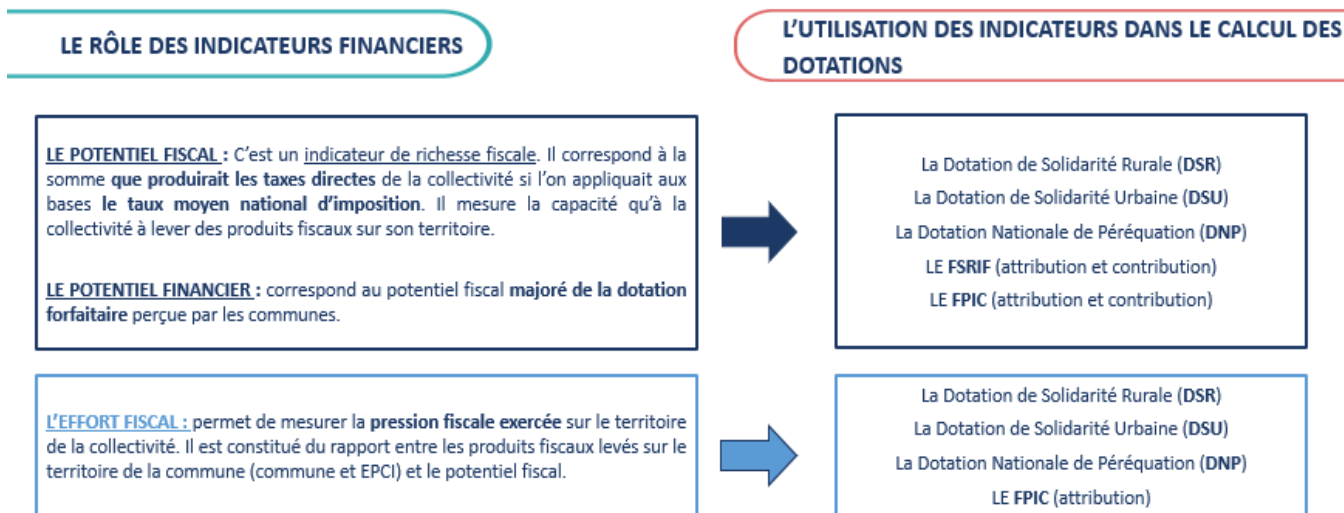 LE RÔLE DES INDICATEURS FINANCIERS
L'UTILISATION DES INDICATEURS DANS LE CALCUL DES
DOTATIONS
LE POTENTIEL FISCAL : C'est un indicateur de richesse fiscale. Il correspond à la
somme que produirait les taxes directes de la collectivité si l'on appliquait aux
bases le taux moyen national d'imposition. Il mesure la capacité qu'à la
collectivité à lever des produits fiscaux sur son territoire.
LE POTENTIEL FINANCIER : correspond au potentiel fiscal majoré de la dotation
forfaitaire perçue par les communes.
La Dotation de Solidarité Rurale (DSR)
La Dotation de Solidarité Urbaine (DSU)
La Dotation Nationale de Péréquation (DNP)
LE FSRIF (attribution et contribution)
LE FPIC (attribution et contribution)
L'EFFORT FISCAL : permet de mesurer la pression fiscale exercée sur le territoire
de la collectivité. Il est constitué du rapport entre les produits fiscaux levés sur le
territoire de la commune (commune et EPCI) et le potentiel fiscal.
La Dotation de Solidarité Rurale (DSR)
La Dotation de Solidarité Urbaine (DSU)
La Dotation Nationale de Péréquation (DNP)
LE FPIC (attribution)